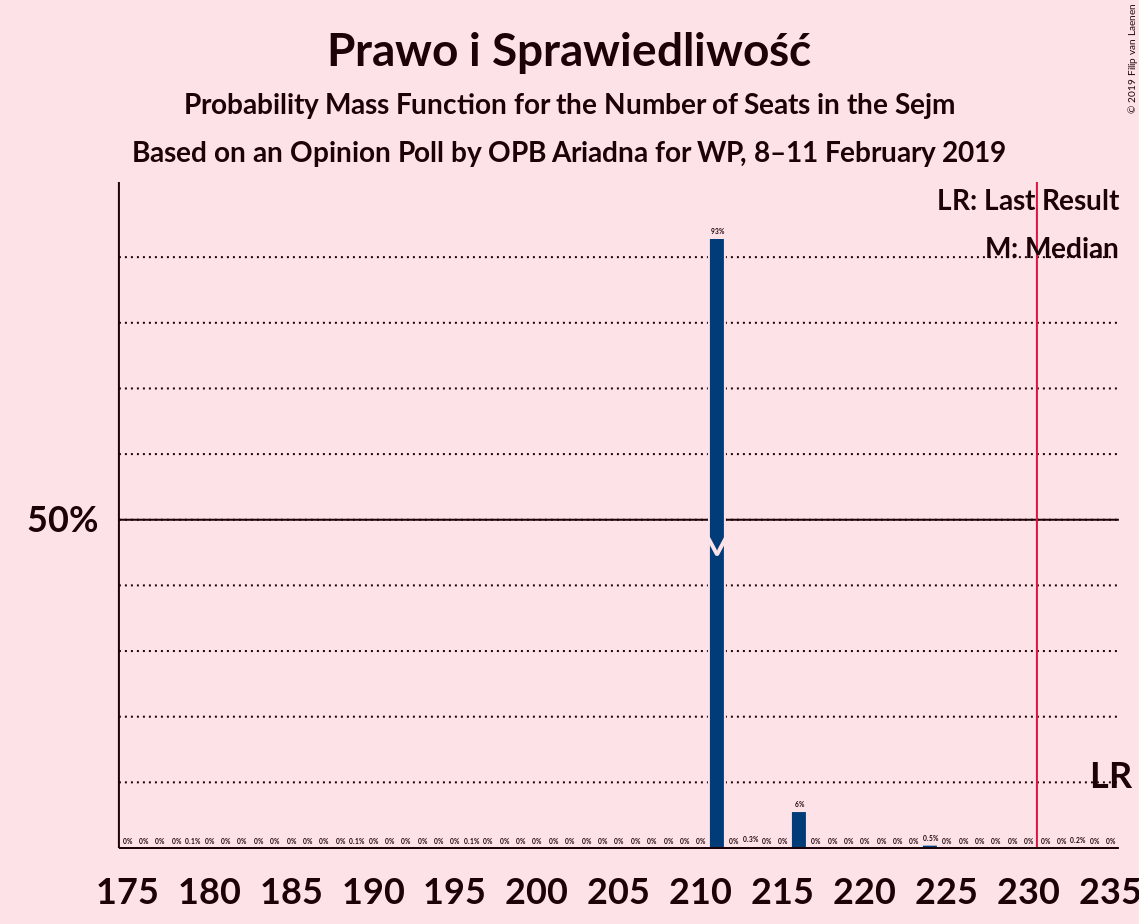 © 2019 Filip van Laenen
Prawo i Sprawiedliwość
Probability Mass Function for the Number of Seats in the Sejm
Based on an Opinion Poll by OPB Ariadna for WP, 8–11 February 2019
LR: Last Result
M: Median
93%
50%
LR
6%
0% 0% 0% 0% 0.1% 0% 0% 0% 0% 0% 0% 0% 0% 0% 0.1% 0% 0% 0% 0% 0% 0% 0.1% 0% 0% 0% 0% 0% 0% 0% 0% 0% 0% 0% 0% 0% 0% 0% 0.3% 0% 0% 0% 0% 0% 0% 0% 0% 0% 0.5% 0% 0% 0% 0% 0% 0% 0% 0% 0.2% 0% 0%
175 180 185 190 195 200 205 210 215 220 225 230 235